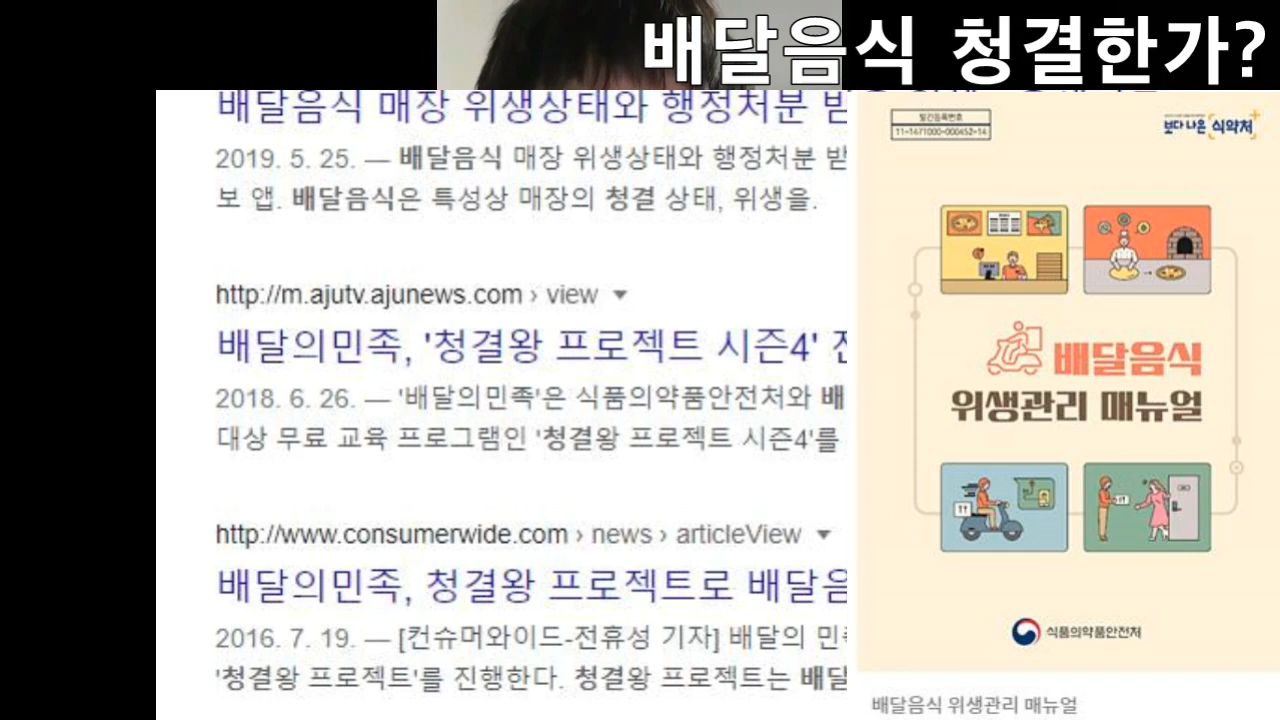 배달음식 청결한가?
배달음식 매장 위생상태와 행정처분 받
2019. 5. 25. — 배달음식 매장 위생상태와 행정처분 받
보 앱. 배달음식은 특성상 매장의 청결 상태, 위생을.
http://m.ajutv.ajunews.com › view
배달의민족, '청결왕 프로젝트 시즌4'
2018. 6. 26. — '배달의민족'은 식품의약품안전처와 배
대상 무료 교육 프로그램인 '청결왕 프로젝트 시즌4'를
http://www.consumerwide.com › news › articleView
배달의민족, 청결왕 프로젝트로 배달음
2016. 7. 19. — [컨슈머와이드-전휴성 기자] 배달의 민
'청결왕 프로젝트'를 진행한다. 청결왕 프로젝트는 배달
발간등록번호
11-1471000-000452-14
보다 나은 식약처
배달음식
위생관리 매뉴얼
식품의약품안전처
배달음식 위생관리 매뉴얼